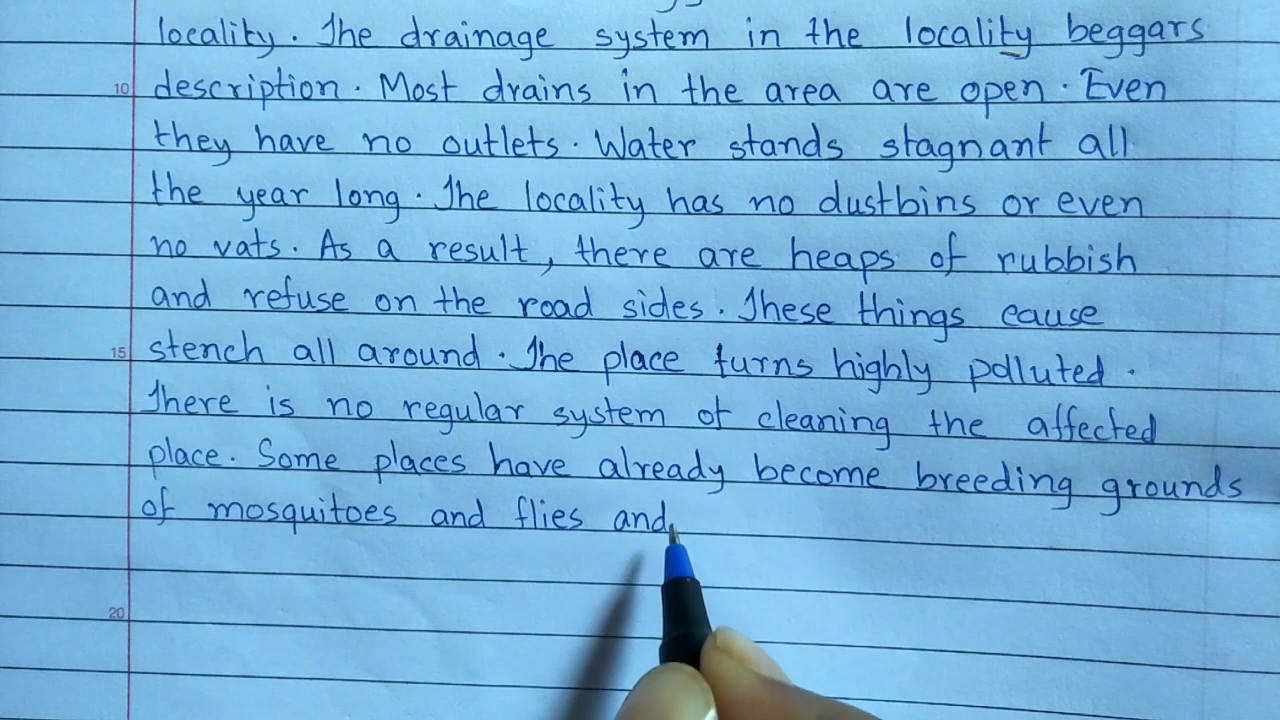 locality. The drainage system in the locality beggars
10 description. Most drains in the area are open. Even
they have no outlets. Water stands stagnant all
the year long. The locality has no dustbins or even
no vats. As a result, there are heaps of rubbish
and refuse on the road sides. These things cause
15 stench all around. The place turns highly polluted.
There is no regular system of cleaning the affected
place. Some places have already become breeding grounds
of mosquitoes and flies and
20